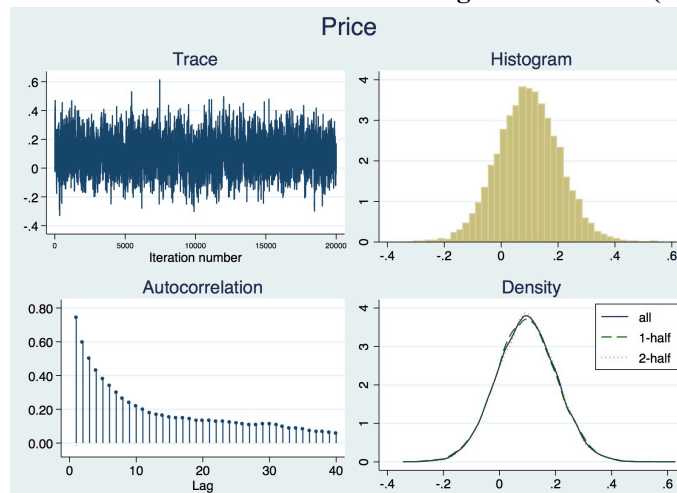 Price
Trace
.6
.4
.2
0
-.2
-.4
0 5000 10000 15000 20000
Iteration number
Histogram
4
3
2
1
0
-.4 -.2 0 .2 .4 .6
Autocorrelation
0.80
0.60
0.40
0.20
0.00
0 10 20 30 40
Lag
Density
4
3
2
1
0
-.4 -.2 0 .2 .4 .6
all
1-half
2-half